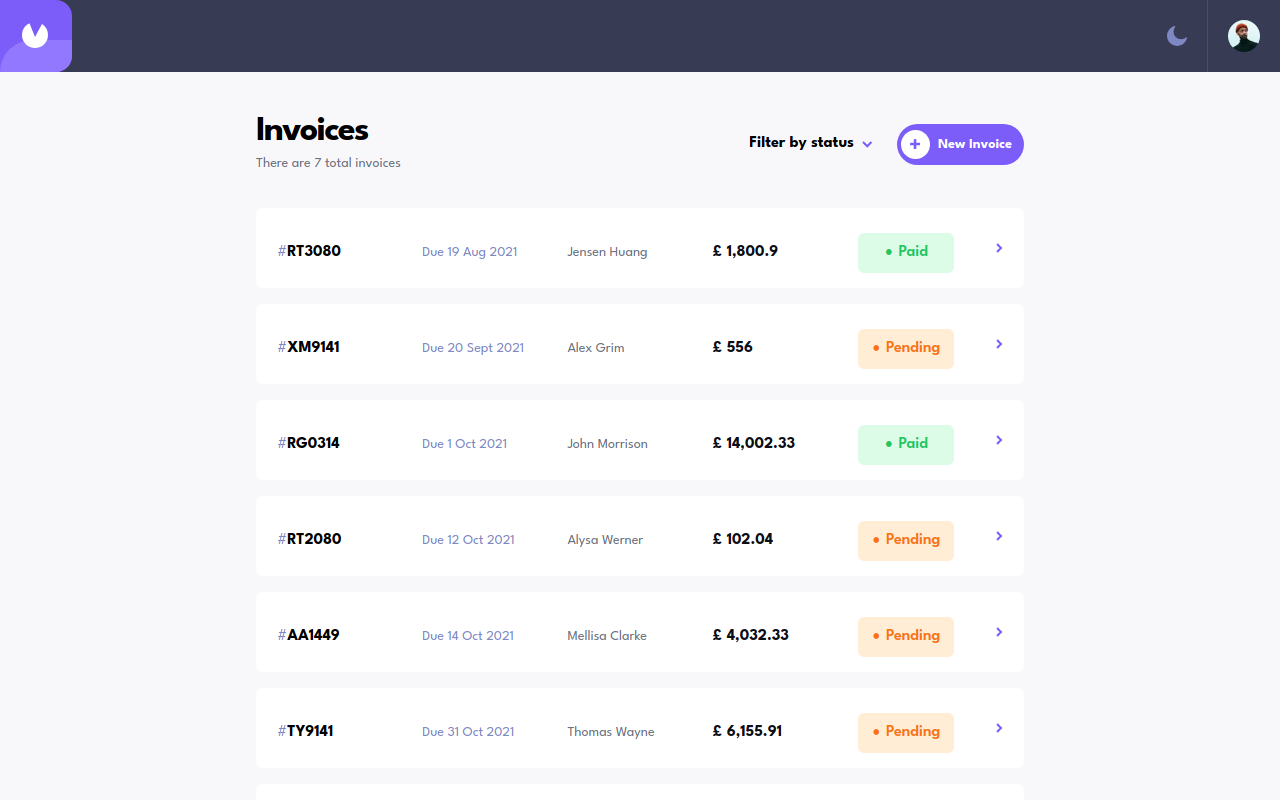 Invoices
There are 7 total invoices
Filter by status
New Invoice
#RT3080 Due 19 Aug 2021 Jensen Huang £ 1,800.9 • Paid
#XM9141 Due 20 Sept 2021 Alex Grim £ 556 • Pending
#RG0314 Due 1 Oct 2021 John Morrison £ 14,002.33 • Paid
#RT2080 Due 12 Oct 2021 Alysa Werner £ 102.04 • Pending
#AA1449 Due 14 Oct 2021 Mellisa Clarke £ 4,032.33 • Pending
#TY9141 Due 31 Oct 2021 Thomas Wayne £ 6,155.91 • Pending